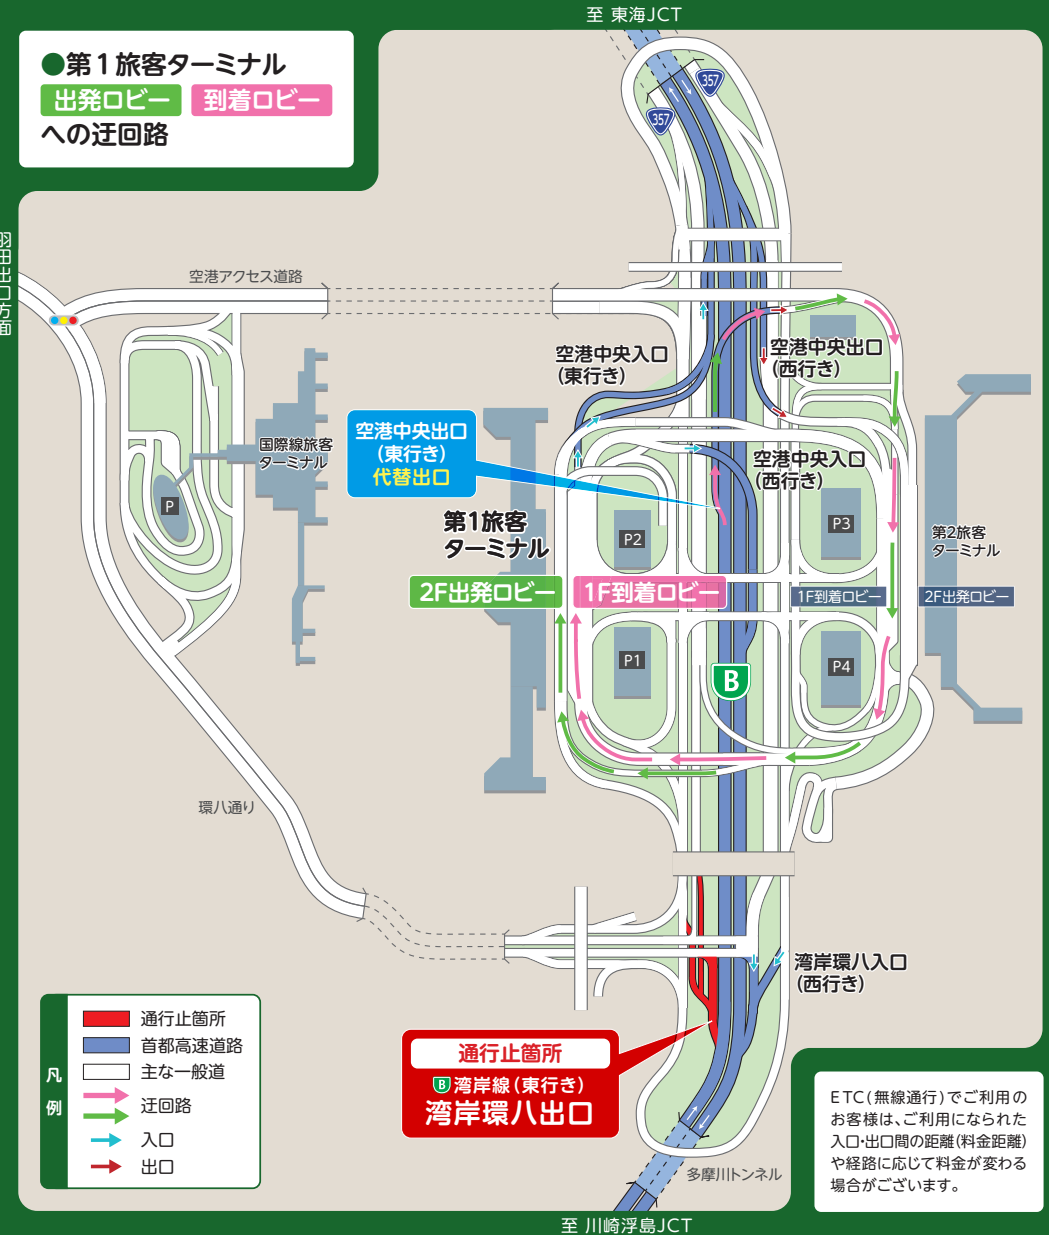 至 東海JCT
●第1旅客ターミナル
出発ロビー 到着ロビー
への迂回路
357
357
羽田出口方面
空港アクセス道路
空港中央入口
(東行き)
空港中央出口
(西行き)
空港中央出口
(東行き)
代替出口
国際線旅客
ターミナル
P
空港中央入口
(西行き)
第1旅客
ターミナル
P2
P3
第2旅客
ターミナル
2F出発ロビー
1F到着ロビー
1F到着ロビー
2F出発ロビー
P1
B
P4
環八通り
湾岸環八入口
(西行き)
通行止箇所
B 湾岸線(東行き)
湾岸環八出口
凡例
通行止箇所
首都高速道路
主な一般道
迂回路
入口
出口
ETC(無線通行)でご利用の
お客様は、ご利用になられた
入口・出口間の距離(料金距離)
や経路に応じて料金が変わる
場合がございます。
多摩川トンネル
至 川崎浮島JCT